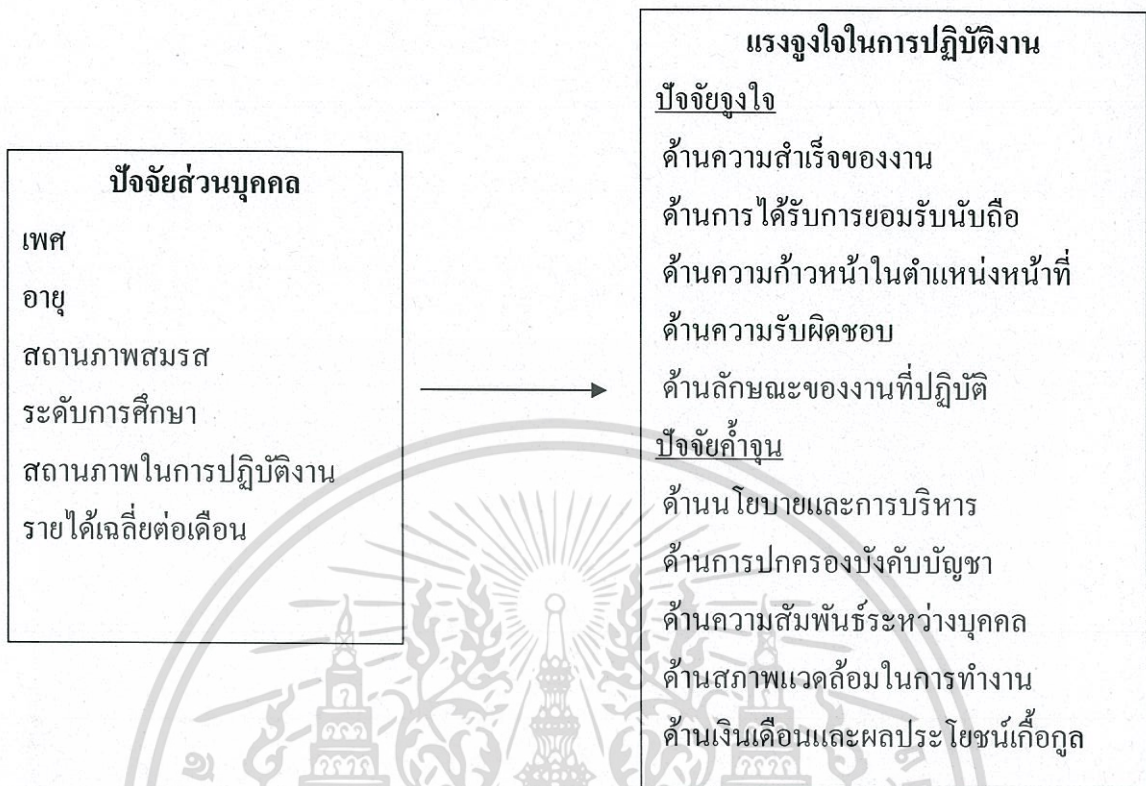 ปัจจัยส่วนบุคคล
เพศ
อายุ
สถานภาพสมรส
ระดับการศึกษา
สถานภาพในการปฏิบัติงาน
รายได้เฉลี่ยต่อเดือน
แรงจูงใจในการปฏิบัติงาน
ปัจจัยจูงใจ
ด้านความสำเร็จของงาน
ด้านการได้รับการยอมรับนับถือ
ด้านความก้าวหน้าในตำแหน่งหน้าที่
ด้านความรับผิดชอบ
ด้านลักษณะของงานที่ปฏิบัติ
ปัจจัยค้ำจุน
ด้านนโยบายและการบริหาร
ด้านการปกครองบังคับบัญชา
ด้านความสัมพันธ์ระหว่างบุคคล
ด้านสภาพแวดล้อมในการทำงาน
ด้านเงินเดือนและผลประโยชน์เกื้อกูล